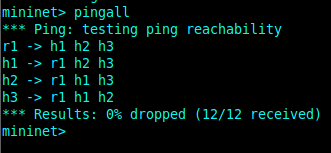 mininet> pingall
*** Ping: testing ping reachability
r1 -> h1 h2 h3
h1 -> r1 h2 h3
h2 -> r1 h1 h3
h3 -> r1 h1 h2
*** Results: 0% dropped (12/12 received)
mininet>